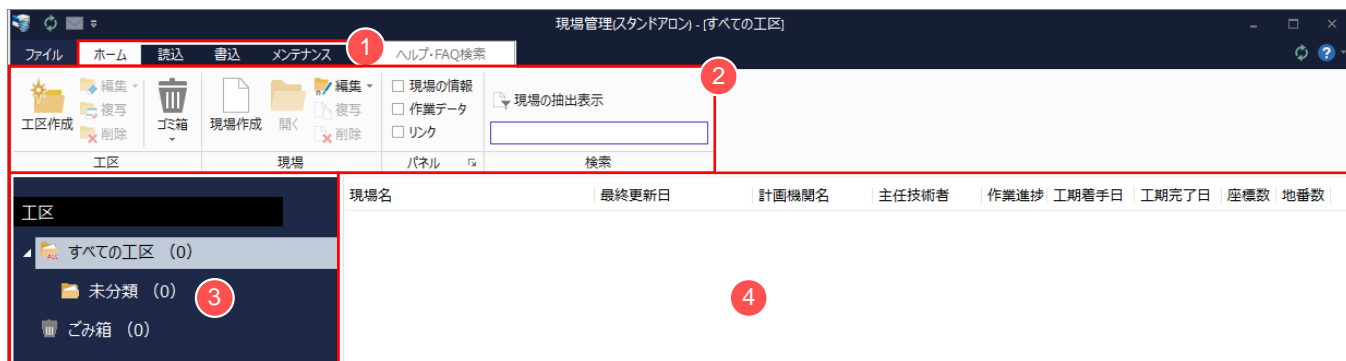 現場管理(スタンドアロン) - [すべての工区]
ファイル ホーム 読込 書込 メンテナンス 1 ヘルプ・FAQ検索
2
工区作成 編集 複写 削除 ゴミ箱 現場作成 開く 編集 複写 削除
現場の情報
作業データ
リンク
現場の抽出表示
工区 現場 パネル 検索
工区
すべての工区 (0)
未分類 (0)
ごみ箱 (0)
3
現場名 最終更新日 計画機関名 主任技術者 作業進捗 工期着手日 工期完了日 座標数 地番数
4